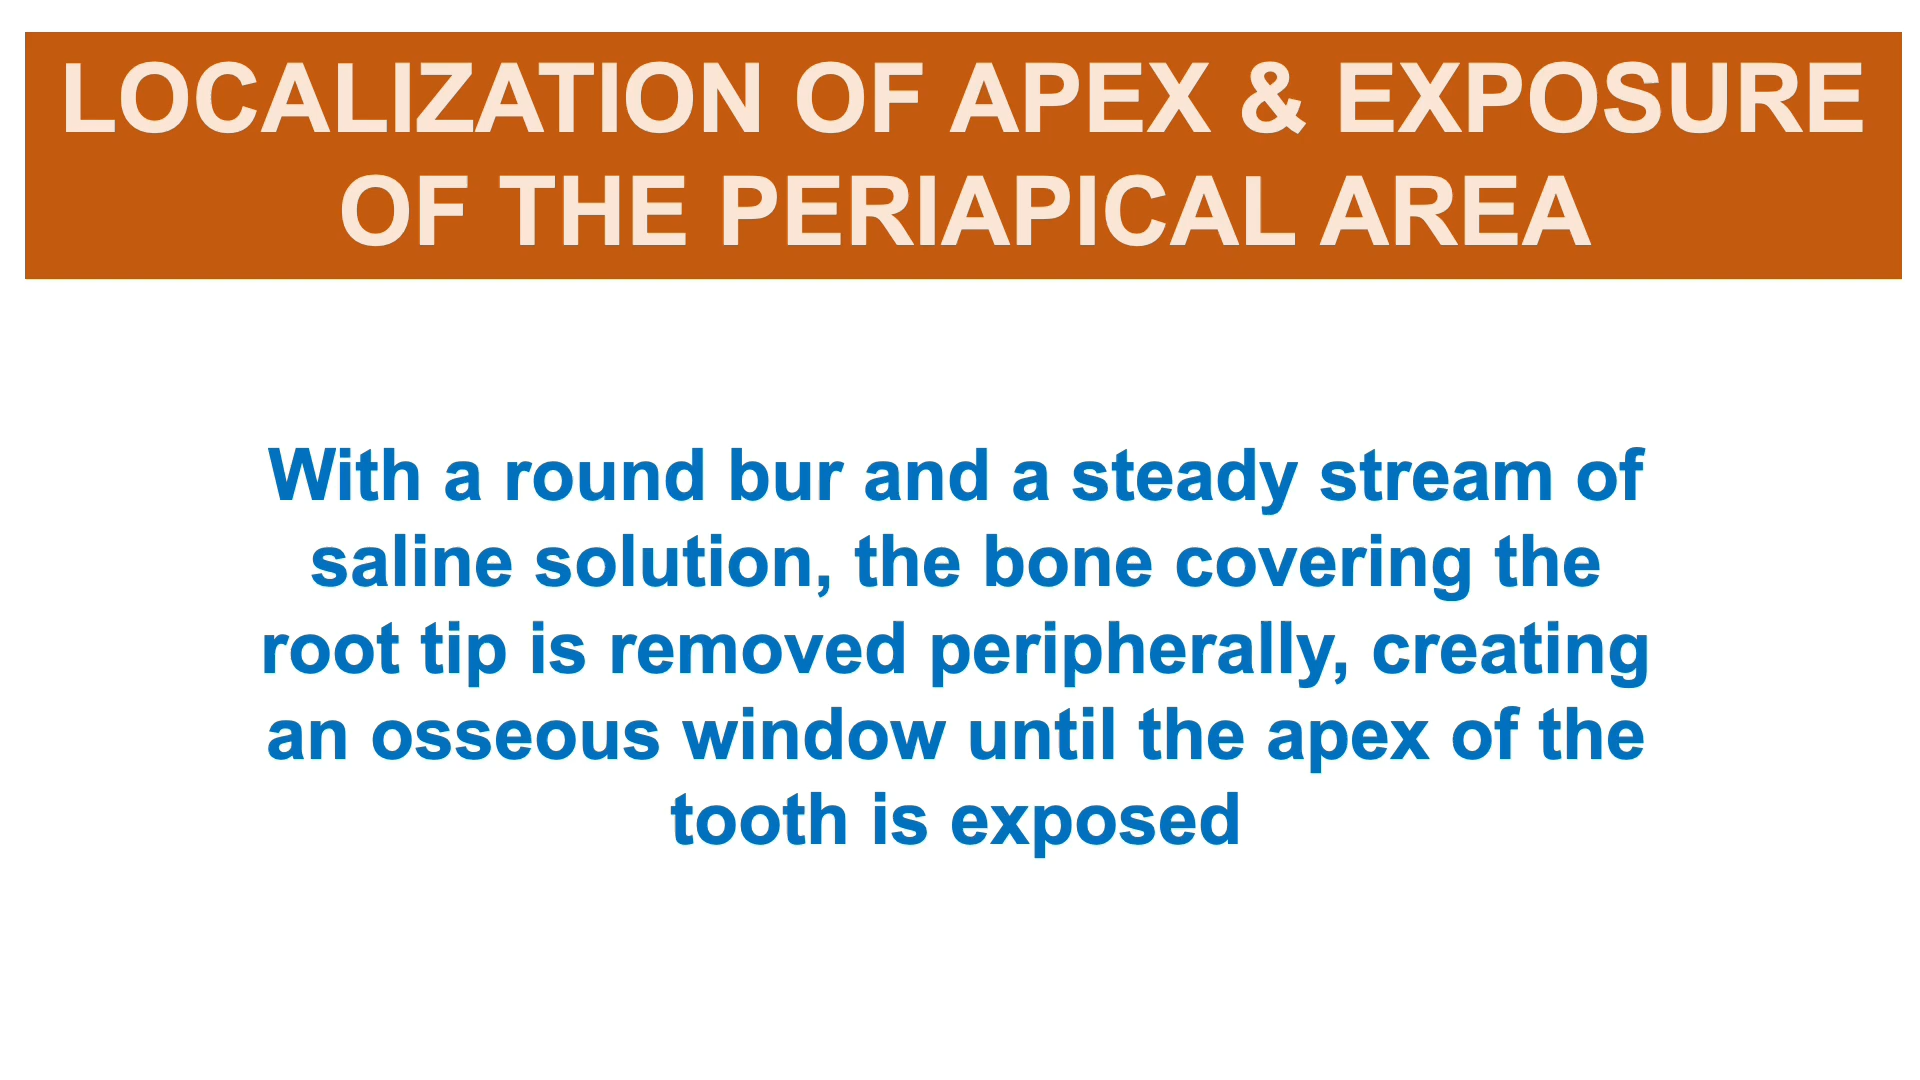 LOCALIZATION OF APEX & EXPOSURE
OF THE PERIAPICAL AREA
With a round bur and a steady stream of
saline solution, the bone covering the
root tip is removed peripherally, creating
an osseous window until the apex of the
tooth is exposed